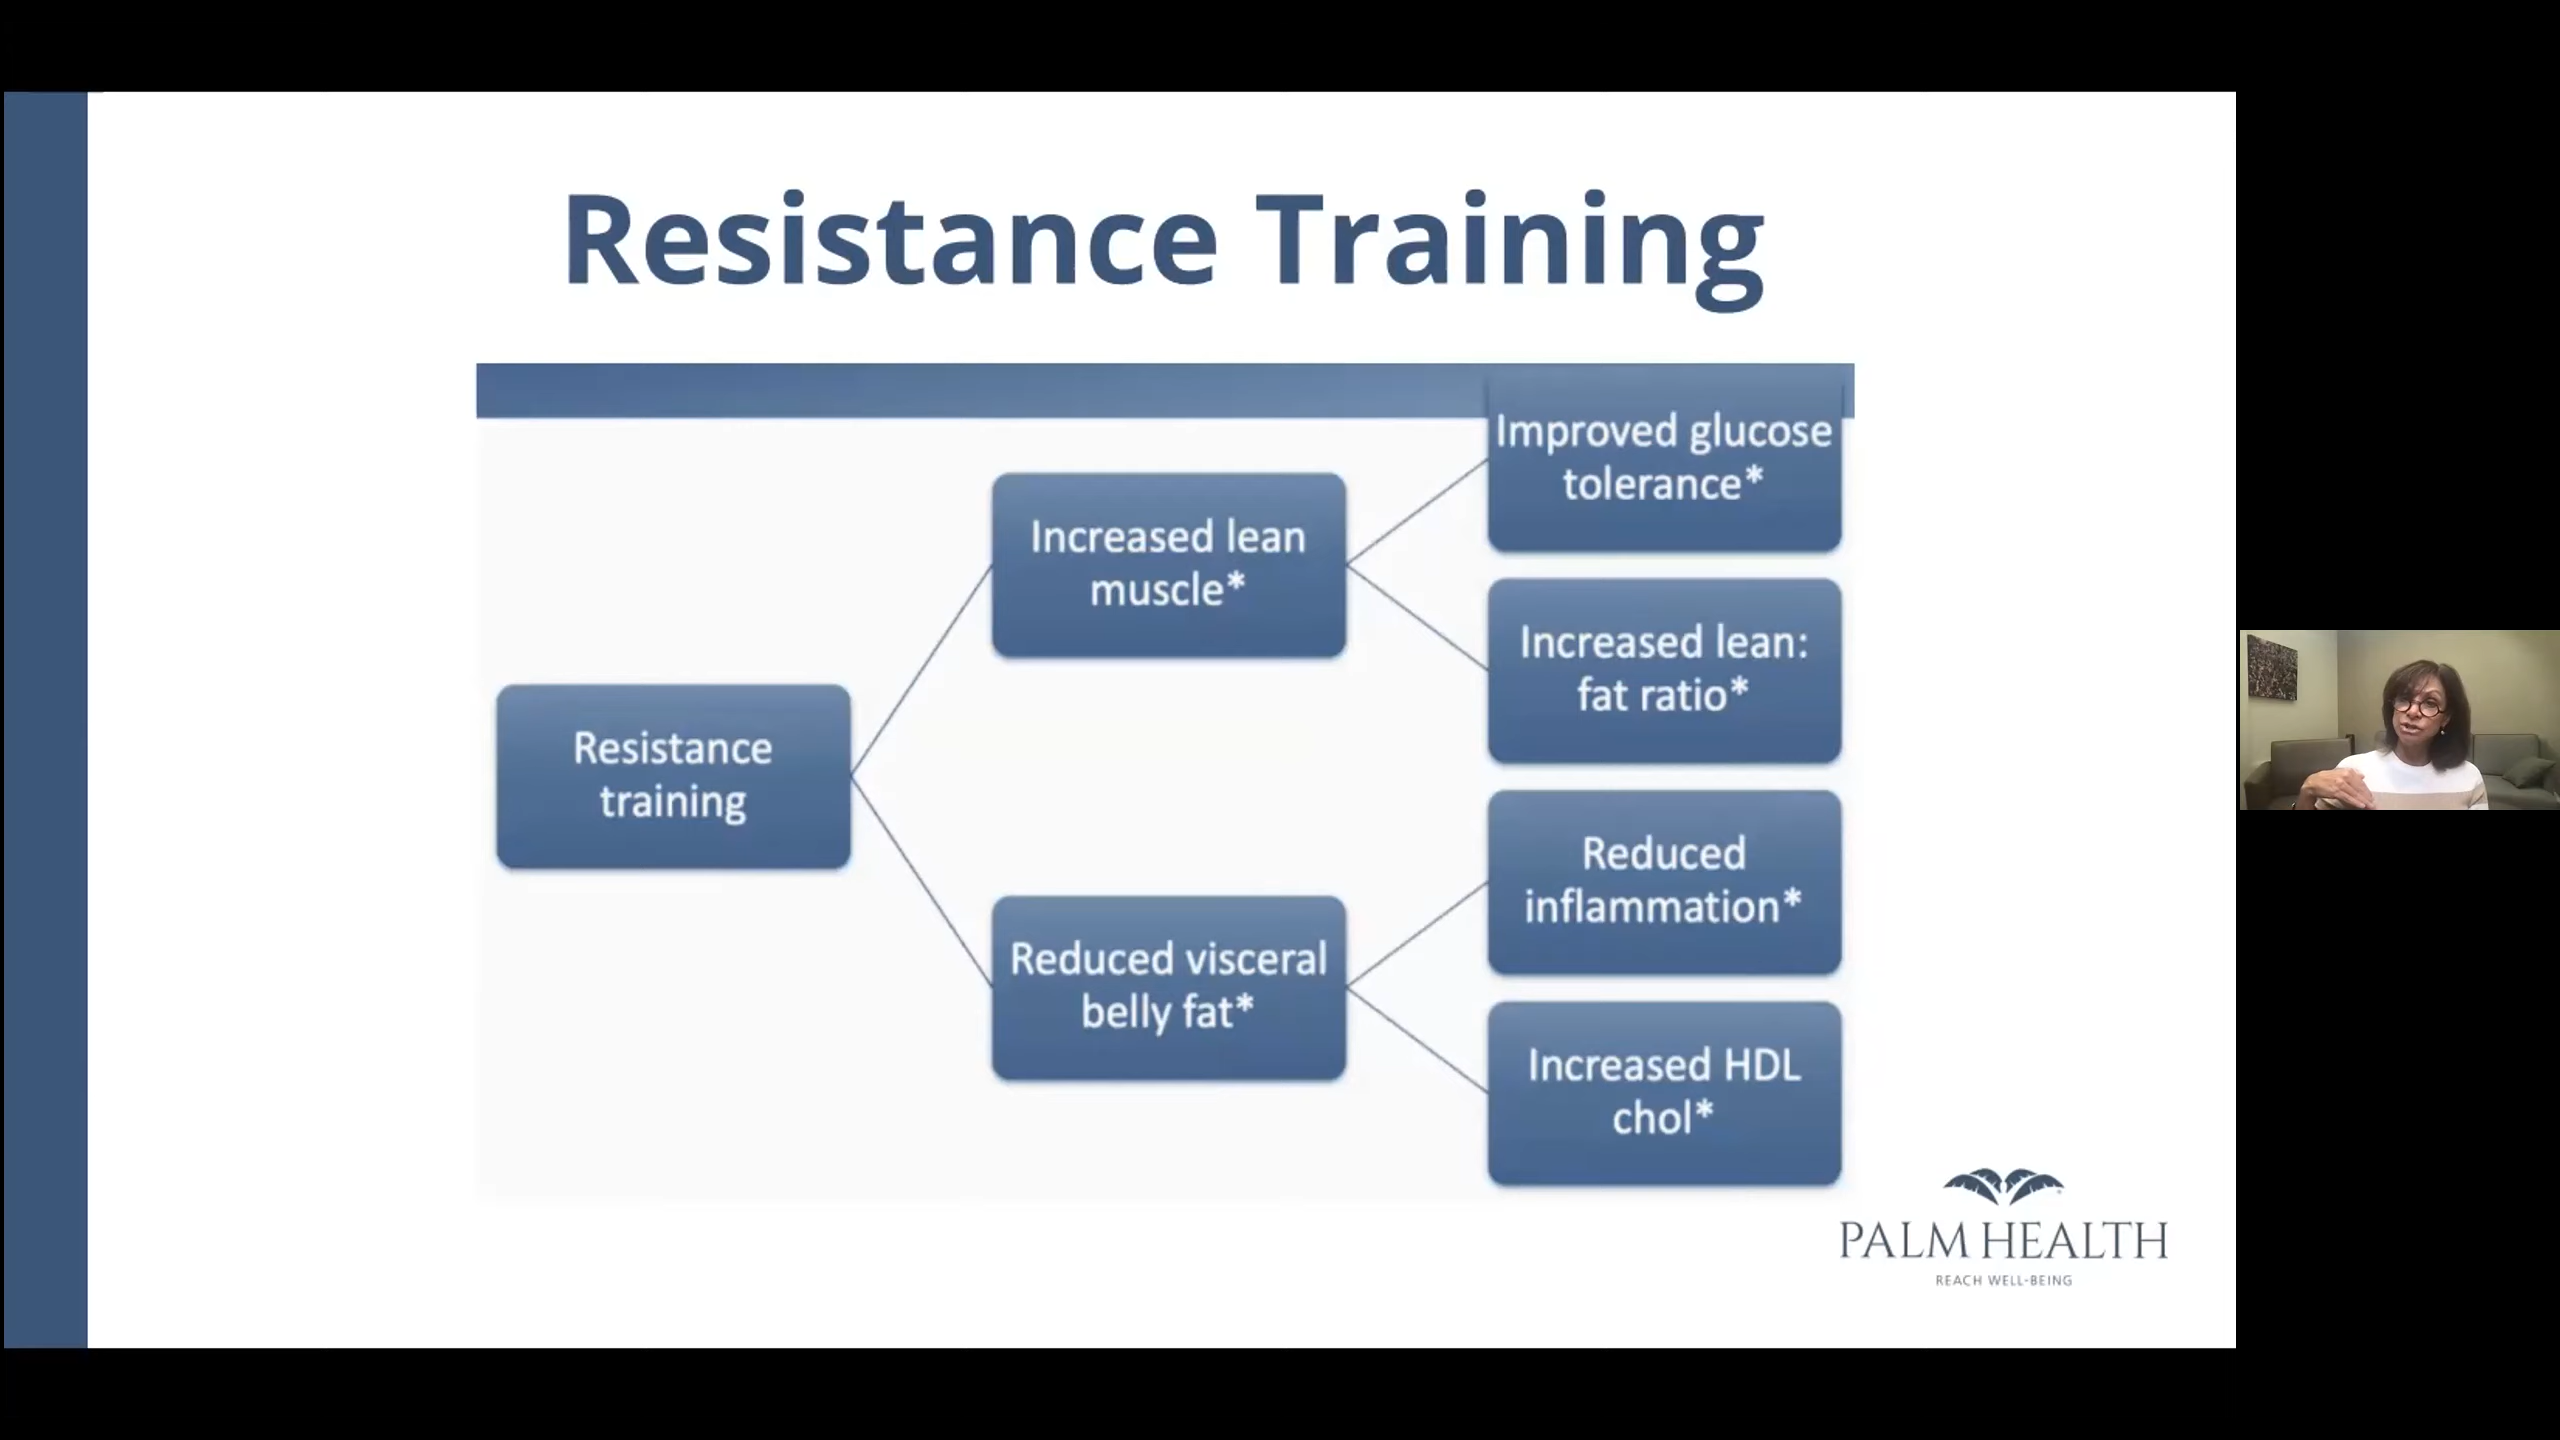 Resistance Training
Resistance
training
Increased lean
muscle*
Reduced visceral
belly fat*
Improved glucose
tolerance*
Increased lean:
fat ratio*
Reduced
inflammation*
Increased HDL
chol*
PALM HEALTH
REACH WELL-BEING